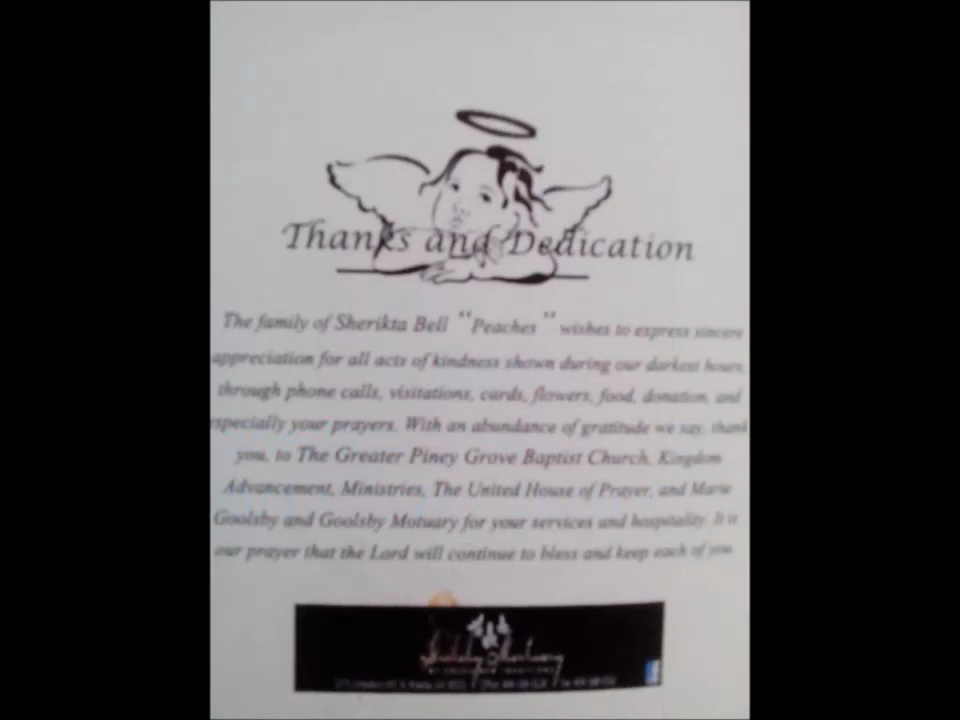 Thanks and Dedication
The family of Sherikta Bell "Peaches" wishes to express sincere
appreciation for all acts of kindness shown during our darkest hours,
through phone calls, visitations, cards, flowers, food, donation, and
especially your prayers. With an abundance of gratitude we say, thank
you, to The Greater Piney Grove Baptist Church, Kingdom
Advancement, Ministries, The United House of Prayer, and Marie
Goolsby and Goolsby Motuary for your services and hospitality. It is
our prayer that the Lord will continue to bless and keep each of you.
Goolsby Mortuary